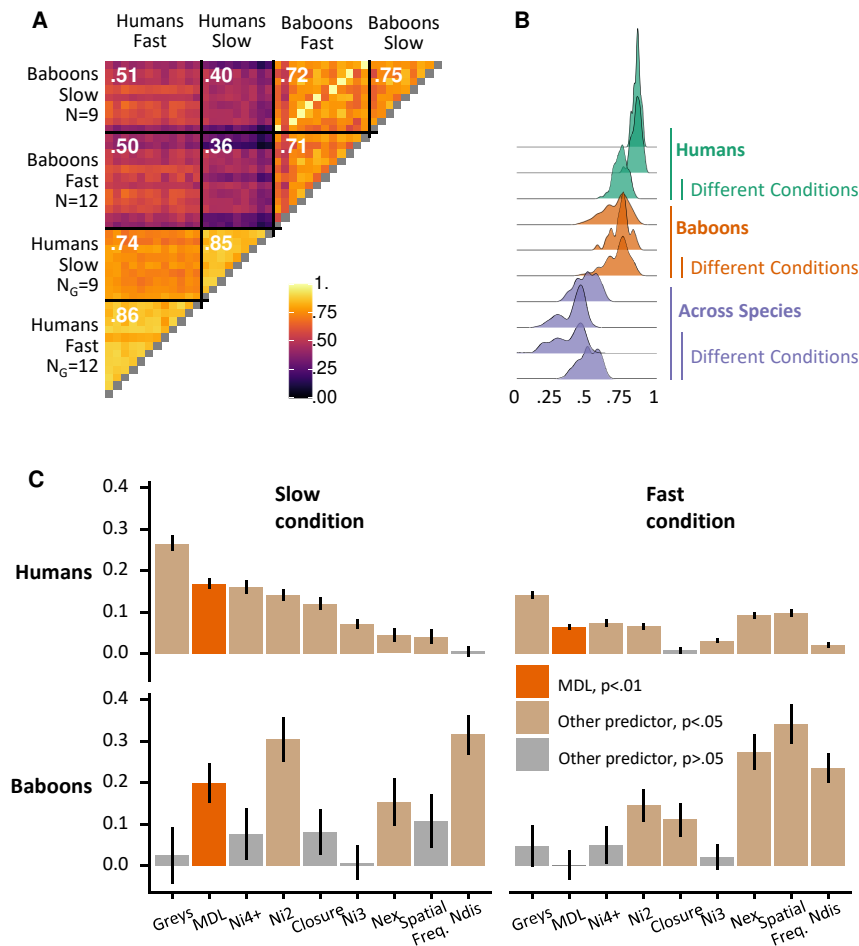 A
Humans
Fast
Humans
Slow
Baboons
Fast
Baboons
Slow
Baboons
Slow
N=9
Baboons
Fast
N=12
Humans
Slow
N_G=9
Humans
Fast
N_G=12
.51
.40
.72
.75
.50
.36
.71
.74
.85
.86
1.
.75
.50
.25
.00
B
Humans
Different Conditions
Baboons
Different Conditions
Across Species
Different Conditions
0 .25 .5 .75 1
C
Slow
condition
Fast
condition
Humans
0.4
0.3
0.2
0.1
0.0
Baboons
0.4
0.3
0.2
0.1
0.0
MDL, p<.01
Other predictor, p<.05
Other predictor, p>.05
Greys MDL Ni4+ Ni2 Closure Ni3 Nex Spatial Freq. Ndis
Greys MDL Ni4+ Ni2 Closure Ni3 Nex Spatial Freq. Ndis